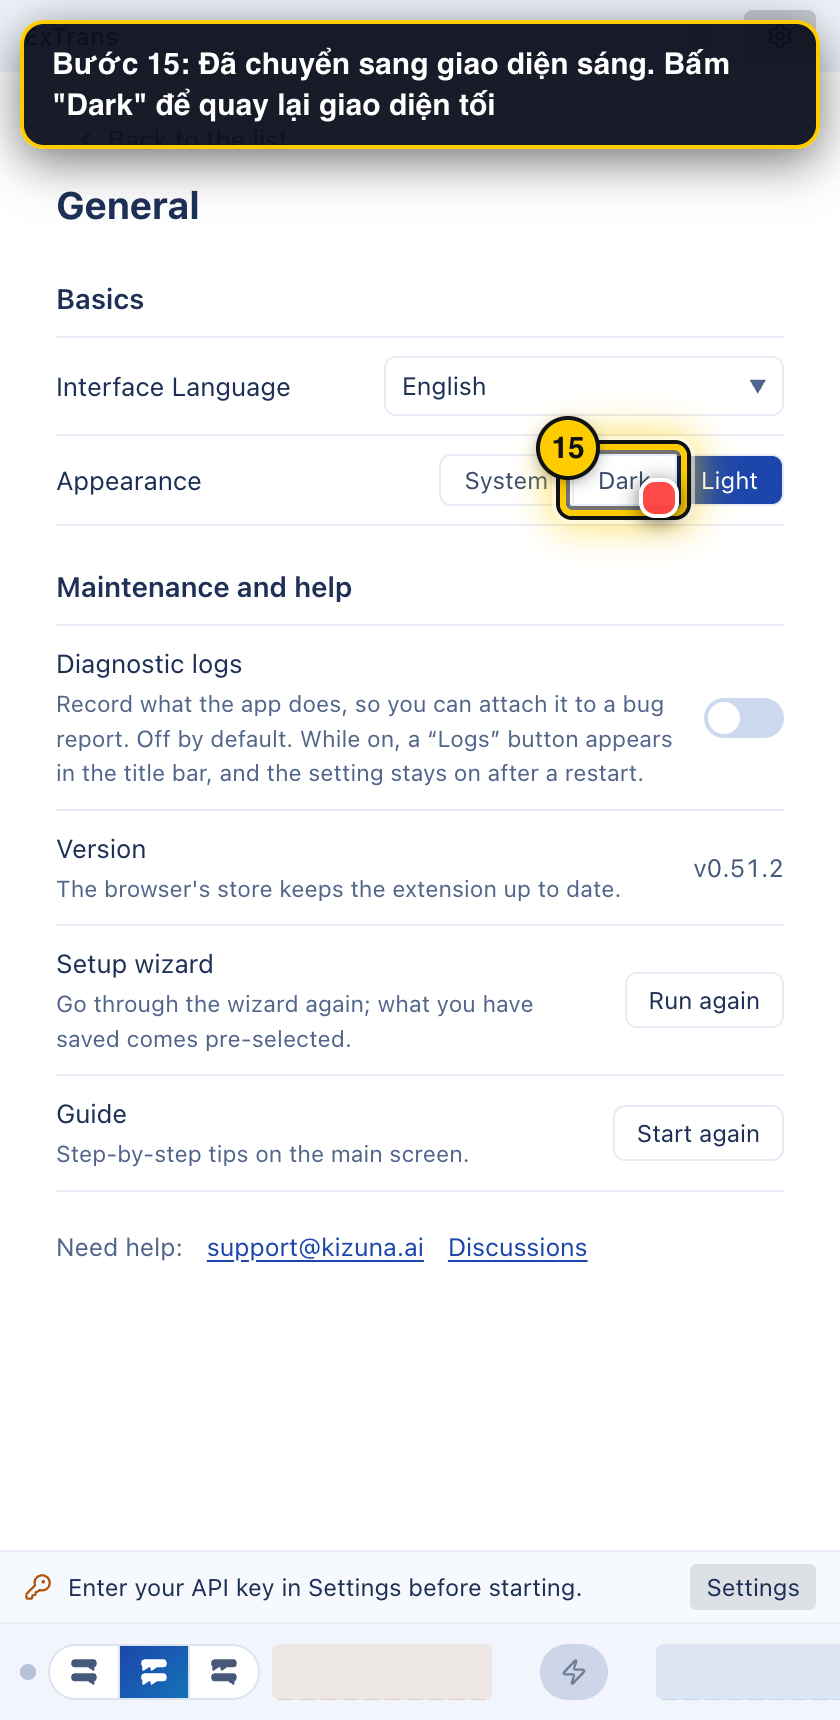 ExTrans
Bước 15: Đã chuyển sang giao diện sáng. Bấm
"Dark" để quay lại giao diện tối
Back to the list
General
Basics
Interface Language
English
15
Appearance
System
Dark
Light
Maintenance and help
Diagnostic logs
Record what the app does, so you can attach it to a bug
report. Off by default. While on, a “Logs” button appears
in the title bar, and the setting stays on after a restart.
Version
v0.51.2
The browser's store keeps the extension up to date.
Setup wizard
Go through the wizard again; what you have
saved comes pre-selected.
Run again
Guide
Step-by-step tips on the main screen.
Start again
Need help: support@kizuna.ai Discussions
Enter your API key in Settings before starting.
Settings